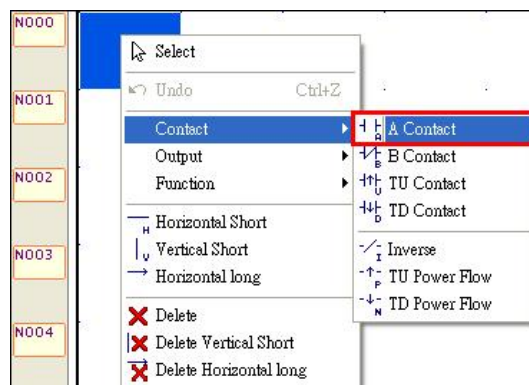 N000
Select
Undo Ctrl+Z
N001
Contact A Contact
Output B Contact
N002
Function TU Contact
TD Contact
Horizontal Short
Vertical Short Inverse
N003
Horizontal long TU Power Flow
Delete TD Power Flow
N004
Delete Vertical Short
Delete Horizontal long